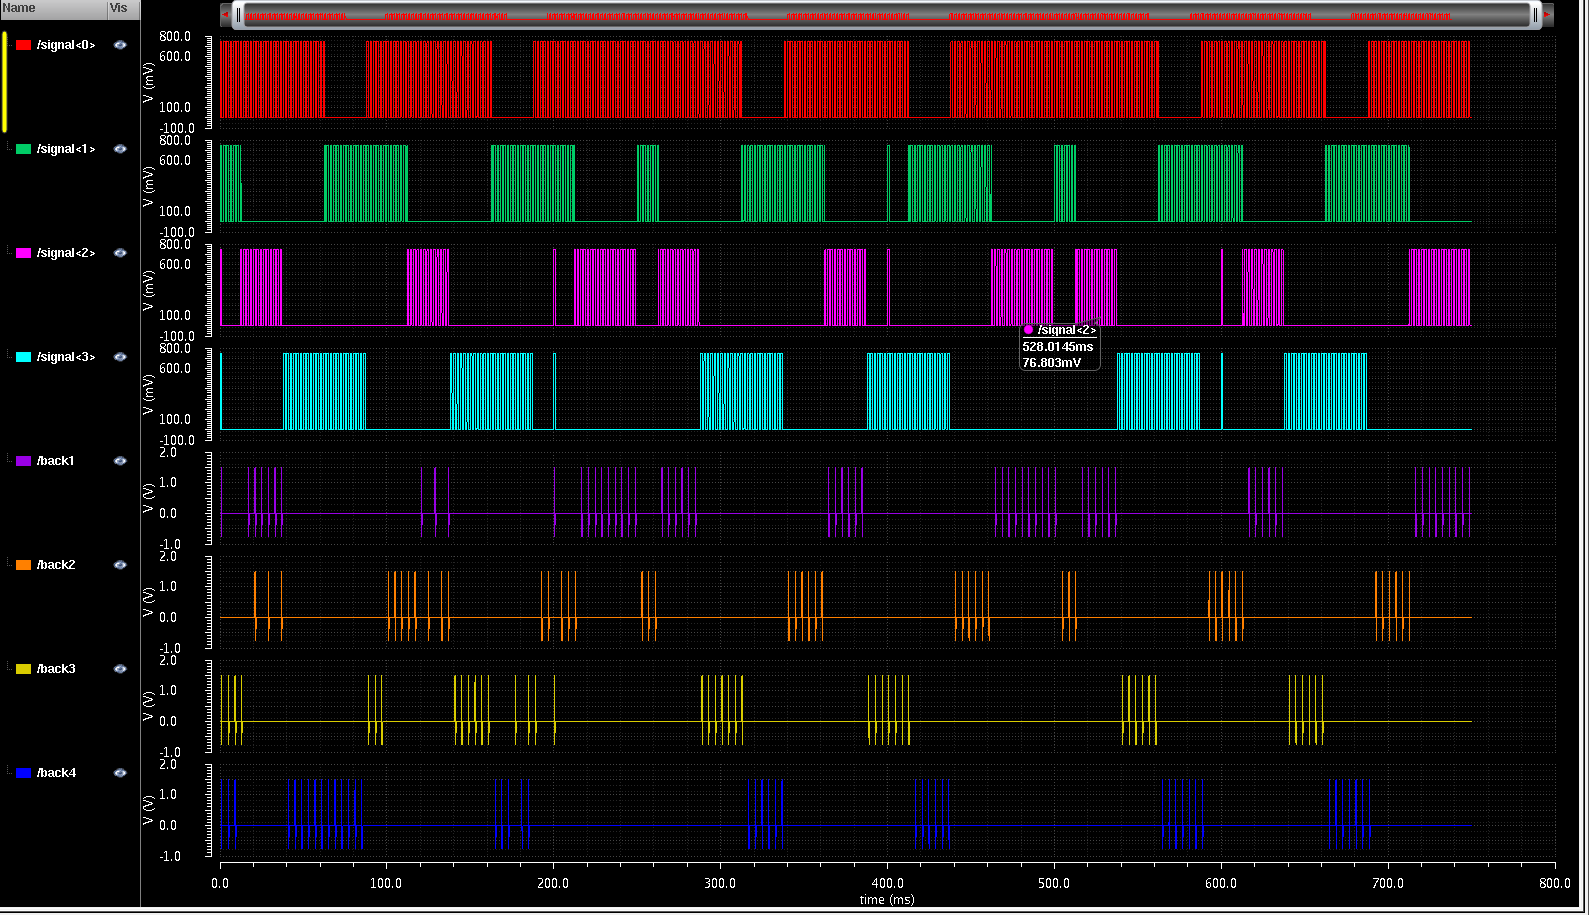 Name Vis
/signal<0>
800.0
600.0
100.0
-100.0
V (mV)
/signal<1>
800.0
600.0
100.0
-100.0
V (mV)
/signal<2>
800.0
600.0
100.0
-100.0
V (mV)
/signal<2>
528.0145ms
76.803mV
/signal<3>
800.0
600.0
100.0
-100.0
V (mV)
/back1
2.0
1.0
0.0
-1.0
V (V)
/back2
2.0
1.0
0.0
-1.0
V (V)
/back3
2.0
1.0
0.0
-1.0
V (V)
/back4
2.0
1.0
0.0
-1.0
V (V)
0.0 100.0 200.0 300.0 400.0 500.0 600.0 700.0 800.0
time (ms)